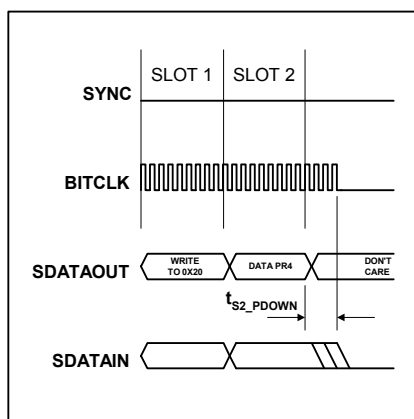 SLOT 1 SLOT 2
SYNC
BITCLK
SDATAOUT
WRITE
TO 0X20
DATA PR4
DON'T
CARE
tS2_PDOWN
SDATAIN